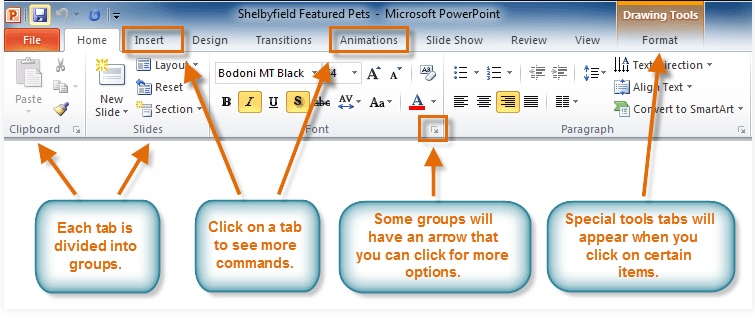 Shelbyfield Featured Pets - Microsoft PowerPoint
Drawing Tools
File Home Insert Design Transitions Animations Slide Show Review View Format
Paste
New
Slide
Layout
Reset
Section
Bodoni MT Black
B I U S abc AV Aa A
Text Direction
Align Text
Convert to SmartArt
Clipboard Slides Font Paragraph
Each tab is
divided into
groups.
Click on a tab
to see more
commands.
Some groups will
have an arrow that
you can click for more
options.
Special tools tabs will
appear when you
click on certain
items.